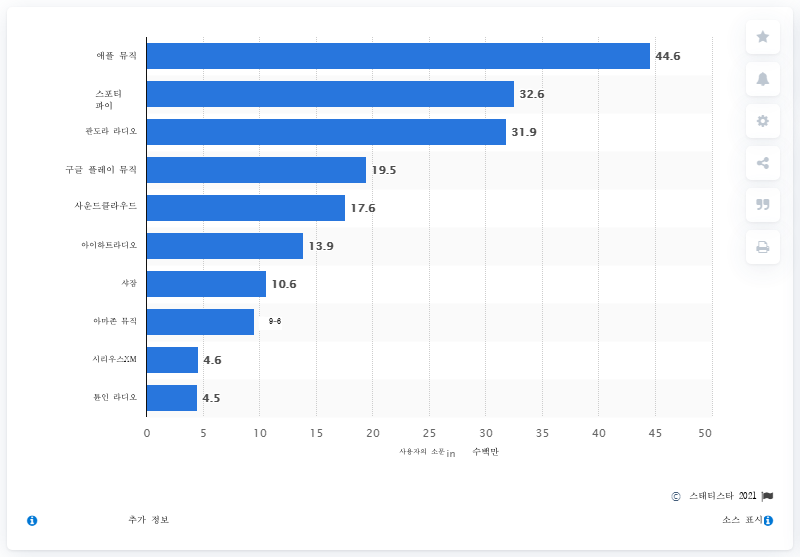 애플 뮤직
44.6
스포티
파이
32.6
판도라 라디오
31.9
구글 플레이 뮤직
19.5
사운드클라우드
17.6
아이하트라디오
13.9
샤잠
10.6
아마존 뮤직
9-6
시리우스XM
4.6
튠인 라디오
4.5
0 5 10 15 20 25 30 35 40 45 50
사용자의 소문 in 수백만
© 스태티스타 2021
추가 정보
소스 표시